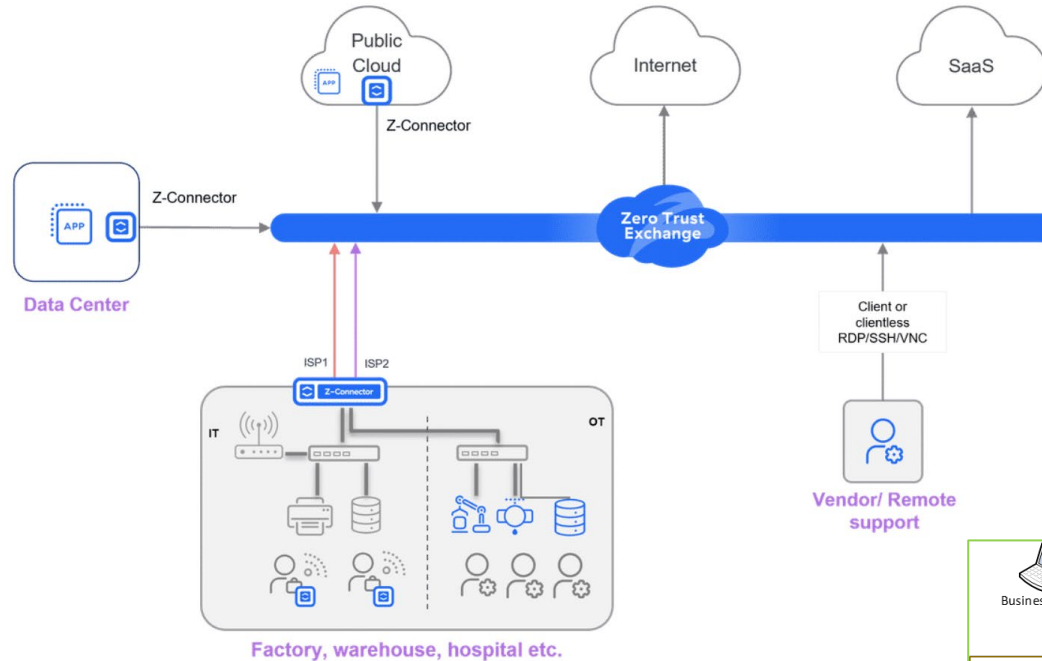 Public
Cloud
APP
Z-Connector
Internet
SaaS
Z-Connector
APP
Data Center
Zero Trust
Exchange
Client or
clientless
RDP/SSH/VNC
ISP1
ISP2
Z-Connector
IT
OT
Vendor/ Remote
support
Busines
Factory, warehouse, hospital etc.